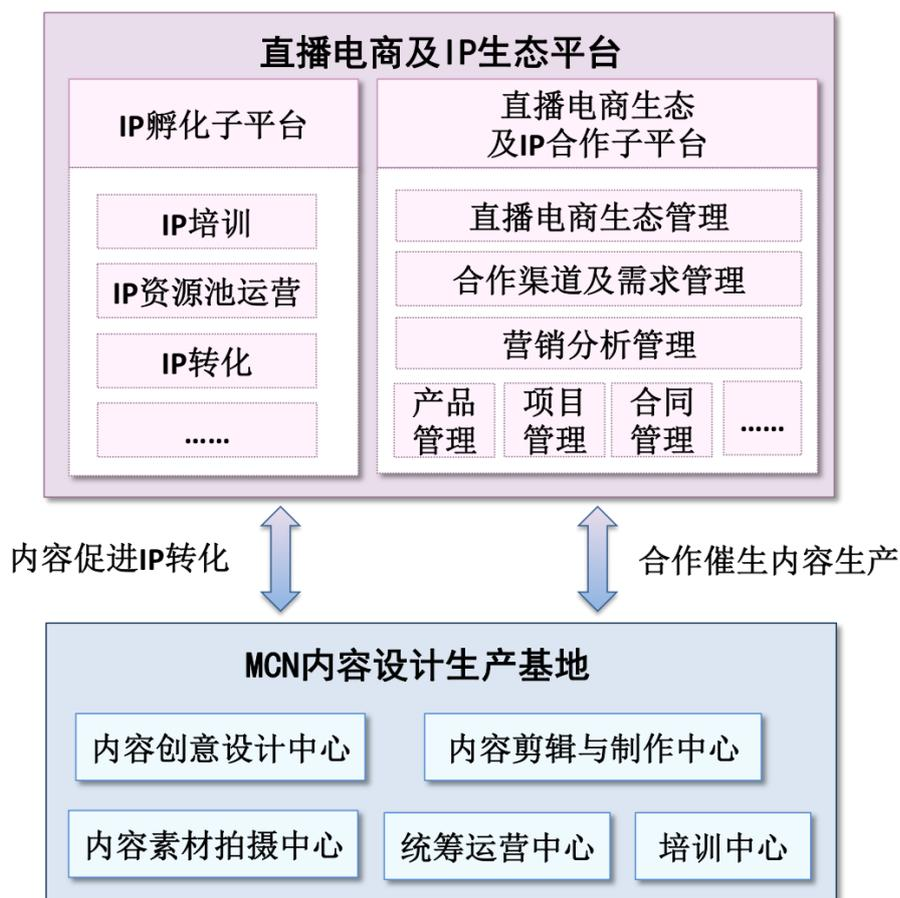 直播电商及IP生态平台
IP孵化子平台
IP培训
IP资源池运营
IP转化
……
直播电商生态
及IP合作子平台
直播电商生态管理
合作渠道及需求管理
营销分析管理
产品
管理
项目
管理
合同
管理
……
内容促进IP转化
合作催生内容生产
MCN内容设计生产基地
内容创意设计中心
内容剪辑与制作中心
内容素材拍摄中心
统筹运营中心
培训中心